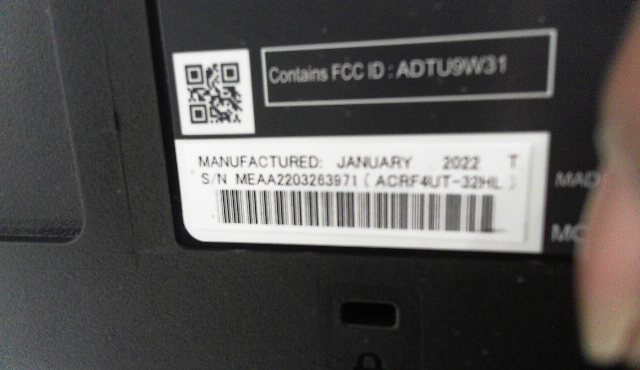 Contains FCC ID : ADTU9W31
MANUFACTURED: JANUARY 2022 T
S/N MEAA2203263971 ( ACRF4UT-32HL )